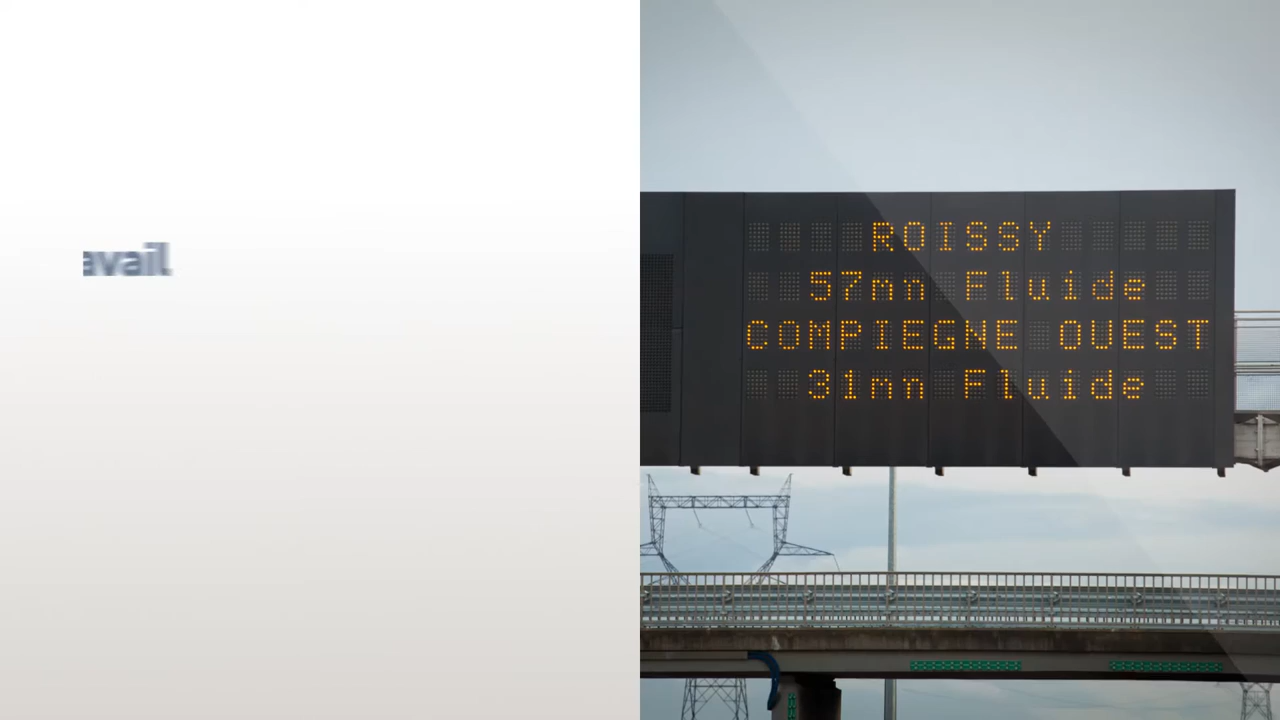 avail
ROISSY
57mn Fluide
COMPIEGNE OUEST
31mn Fluide